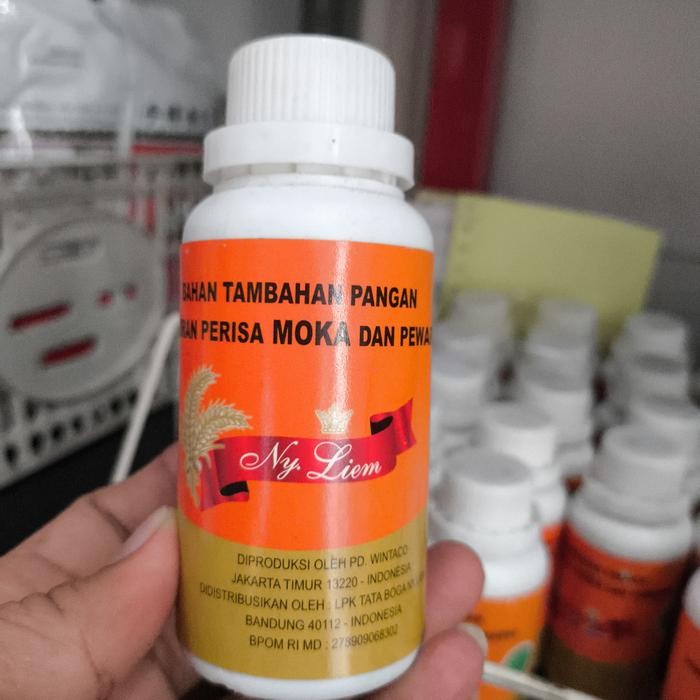 BAHAN TAMBAHAN PANGAN
PERISA MOKA DAN
Ny. Liem
DIPRODUKSI OLEH PD. WINTACO
JAKARTA TIMUR 13220 - INDONESIA
DIDISTRIBUSIKAN OLEH : LPK TATA BOGA
BANDUNG 40112 - INDONESIA
BPOM RI MD : 278909068302